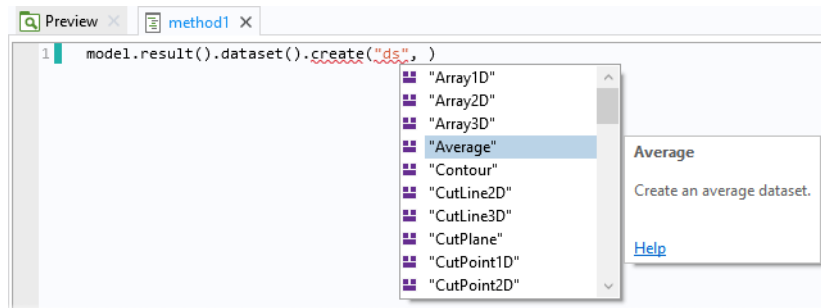 Preview method1
1 model.result().dataset().create("ds", )
"Array1D"
"Array2D"
"Array3D"
"Average"
"Contour"
"CutLine2D"
"CutLine3D"
"CutPlane"
"CutPoint1D"
"CutPoint2D"
Average
Create an average dataset.
Help